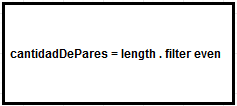 cantidadDePares = length . filter even